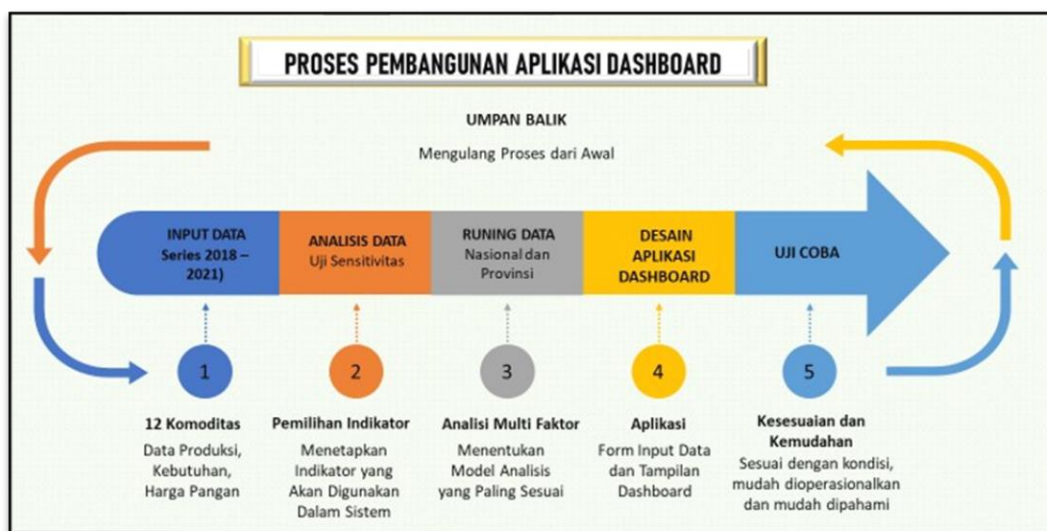 PROSES PEMBANGUNAN APLIKASI DASHBOARD
UMPAN BALIK
Mengulang Proses dari Awal
INPUT DATA
Series 2018 –
2021)
ANALISIS DATA
Uji Sensitivitas
RUNING DATA
Nasional dan
Provinsi
DESAIN
APLIKASI
DASHBOARD
UJI COBA
1
12 Komoditas
Data Produksi,
Kebutuhan,
Harga Pangan
2
Pemilihan Indikator
Menetapkan
Indikator yang
Akan Digunakan
Dalam Sistem
3
Analisi Multi Faktor
Menentukan
Model Analisis
yang Paling Sesuai
4
Aplikasi
Form Input Data
dan Tampilan
Dashboard
5
Kesesuaian dan
Kemudahan
Sesuai dengan kondisi,
mudah dioperasionalkan
dan mudah dipahami